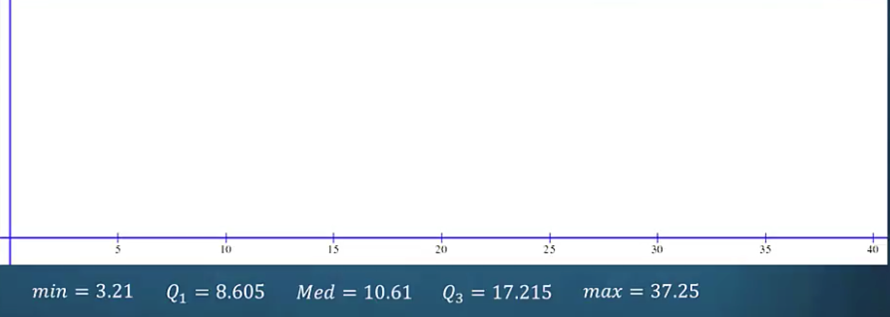 5 10 15 20 25 30 35 40
min = 3.21 Q₁ = 8.605 Med = 10.61 Q₃ = 17.215 max = 37.25